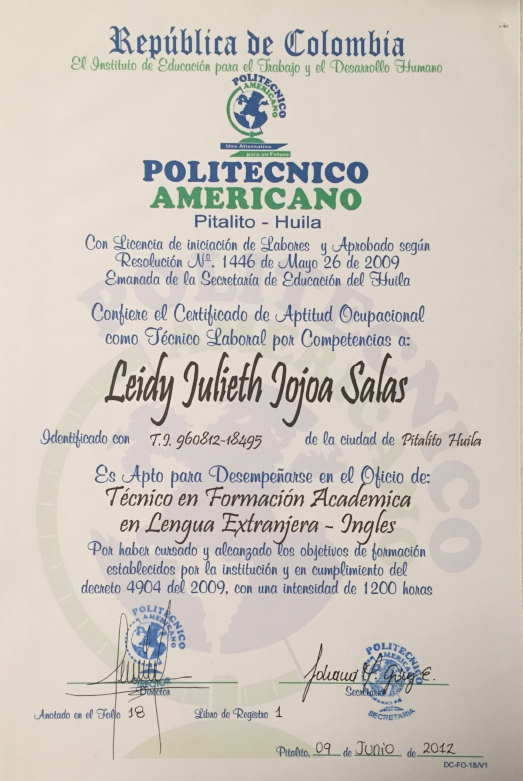 República de Colombia
El Instituto de Educación para el Trabajo y el Desarrollo Humano
POLITECNICO
AMERICANO
Una Alternativa
para su Futuro
POLITECNICO
AMERICANO
Pitalito - Huila
Con Licencia de iniciación de Labores y Aprobado según
Resolución Nº. 1446 de Mayo 26 de 2009
Emanada de la Secretaría de Educación del Huila
Confiere el Certificado de Aptitud Ocupacional
como Técnico Laboral por Competencias a:
Leidy Julieth Jojoa Salas
Identificado con T.I. 960812-18495 de la ciudad de Pitalito Huila
Es Apto para Desempeñarse en el Oficio de:
Técnico en Formación Academica
en Lengua Extranjera - Ingles
Por haber cursado y alcanzado los objetivos de formación
establecidos por la institución y en cumplimiento del
decreto 4904 del 2009, con una intensidad de 1200 horas
POLITECNICO
AMERICANO
DIRECTOR
Director
POLITECNICO
AMERICANO
SECRETARIA
Secretaria
Anotado en el Folio 18 Libro de Registro 1
Pitalito, 09 de Junio de 2012
DC-FO-18/V1